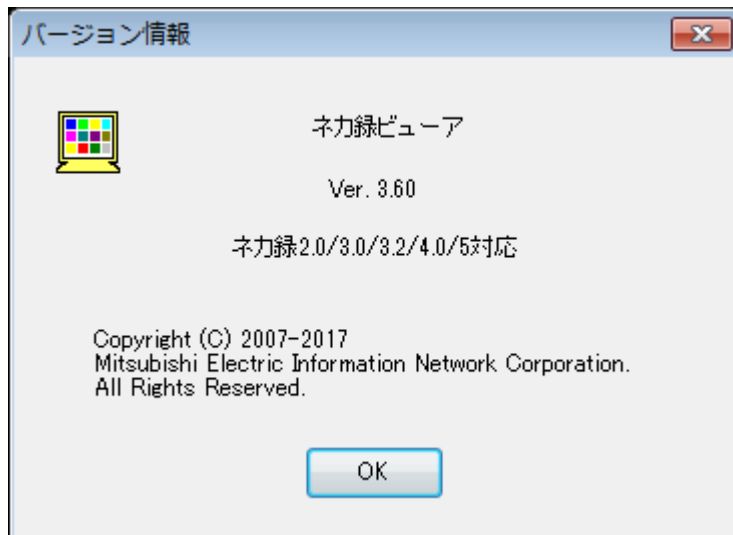 バージョン情報
ネカ録ビューア
Ver. 3.60
ネカ録2.0/3.0/3.2/4.0/5対応
Copyright (C) 2007-2017
Mitsubishi Electric Information Network Corporation.
All Rights Reserved.
OK